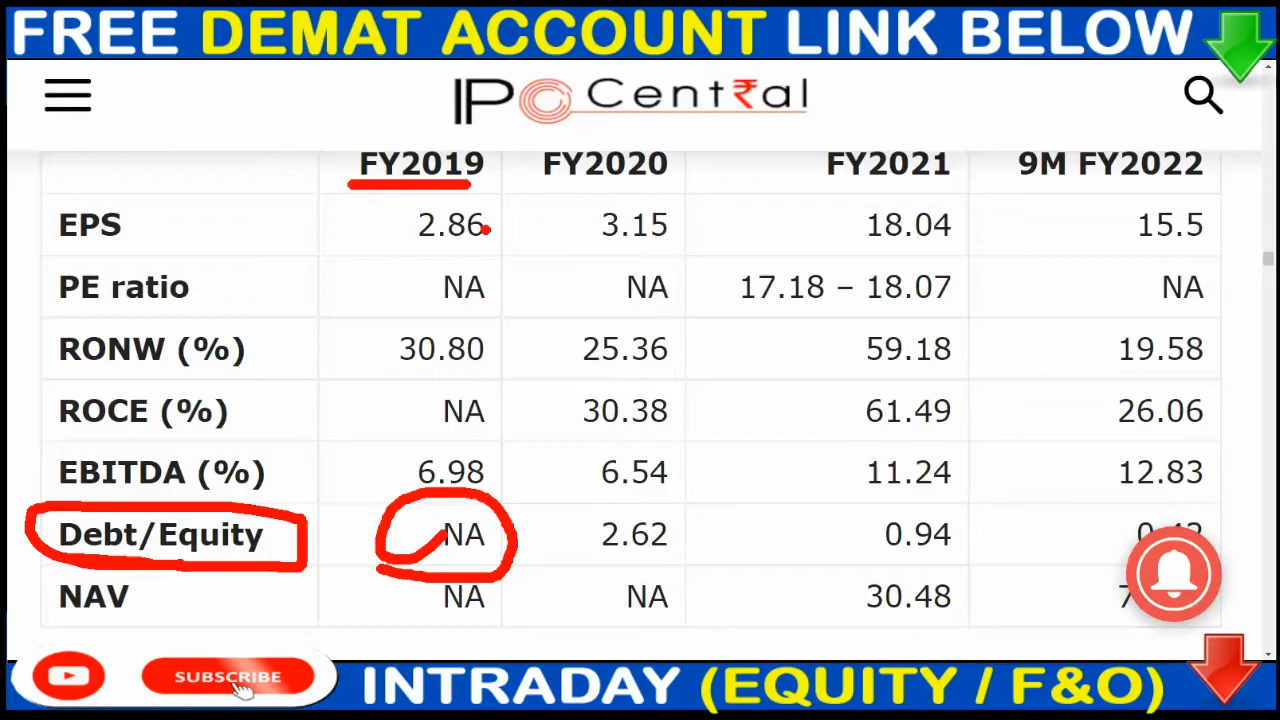 FREE DEMAT ACCOUNT LINK BELOW
IPO Cent₹al
FY2019 FY2020 FY2021 9M FY2022
EPS 2.86 3.15 18.04 15.5
PE ratio NA NA 17.18 – 18.07 NA
RONW (%) 30.80 25.36 59.18 19.58
ROCE (%) NA 30.38 61.49 26.06
EBITDA (%) 6.98 6.54 11.24 12.83
Debt/Equity NA 2.62 0.94
NAV NA NA 30.48
SUBSCRIBE INTRADAY (EQUITY / F&O)